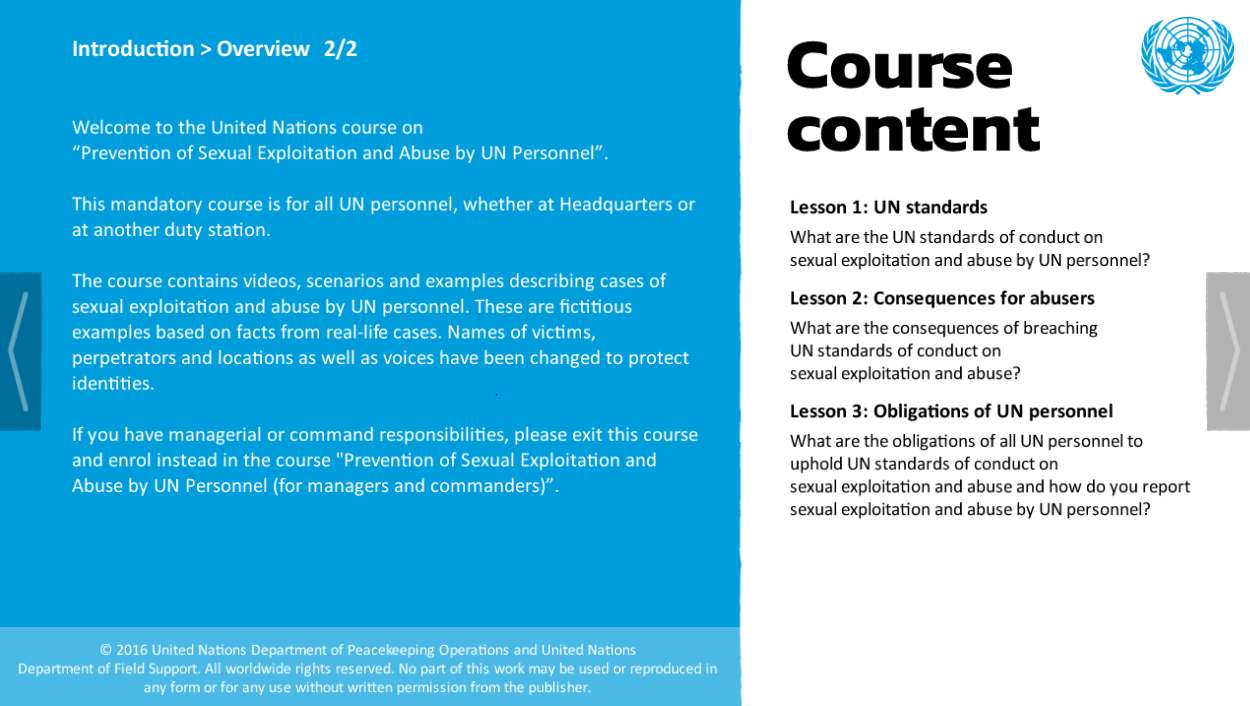 Introduction > Overview 2/2
Welcome to the United Nations course on
“Prevention of Sexual Exploitation and Abuse by UN Personnel”.
This mandatory course is for all UN personnel, whether at Headquarters or
at another duty station.
The course contains videos, scenarios and examples describing cases of
sexual exploitation and abuse by UN personnel. These are fictitious
examples based on facts from real-life cases. Names of victims,
perpetrators and locations as well as voices have been changed to protect
identities.
If you have managerial or command responsibilities, please exit this course
and enrol instead in the course "Prevention of Sexual Exploitation and
Abuse by UN Personnel (for managers and commanders)”.
© 2016 United Nations Department of Peacekeeping Operations and United Nations
Department of Field Support. All worldwide rights reserved. No part of this work may be used or reproduced in
any form or for any use without written permission from the publisher.
Course
content
Lesson 1: UN standards
What are the UN standards of conduct on
sexual exploitation and abuse by UN personnel?
Lesson 2: Consequences for abusers
What are the consequences of breaching
UN standards of conduct on
sexual exploitation and abuse?
Lesson 3: Obligations of UN personnel
What are the obligations of all UN personnel to
uphold UN standards of conduct on
sexual exploitation and abuse and how do you report
sexual exploitation and abuse by UN personnel?